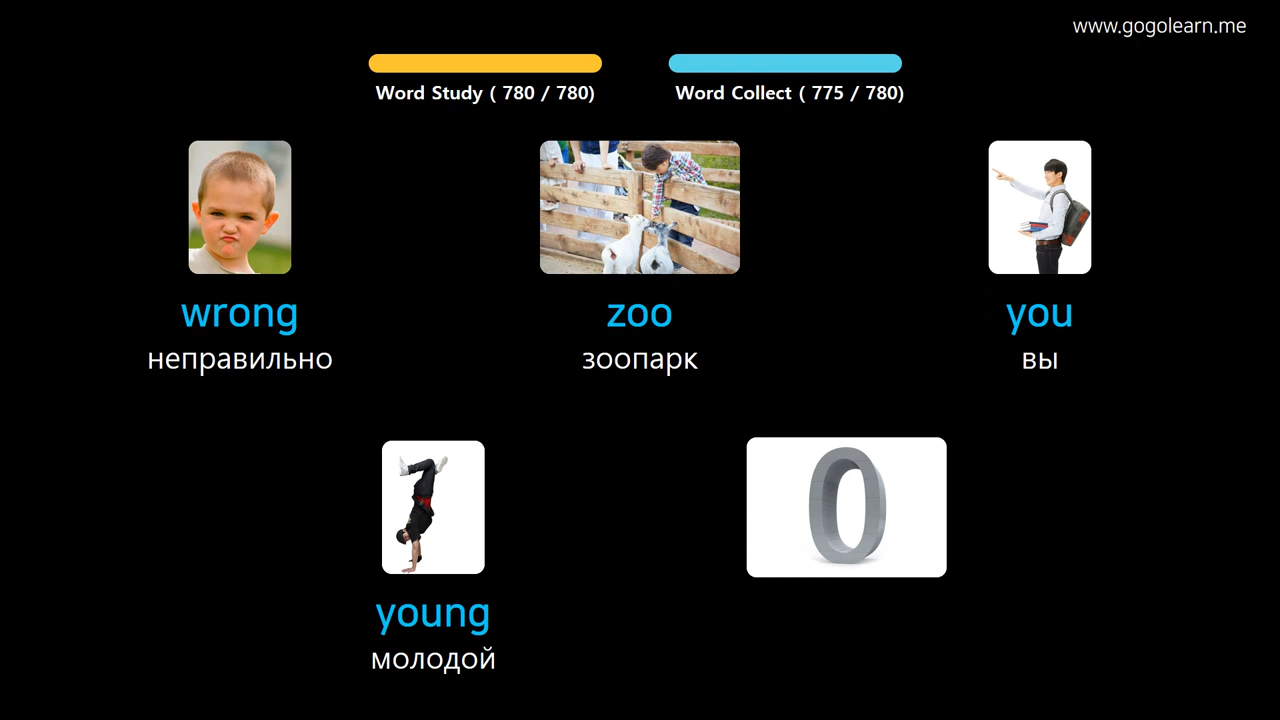 www.gogolearn.me
Word Study ( 780 / 780)
Word Collect ( 775 / 780)
wrong
неправильно
zoo
зоопарк
you
вы
young
молодой
0